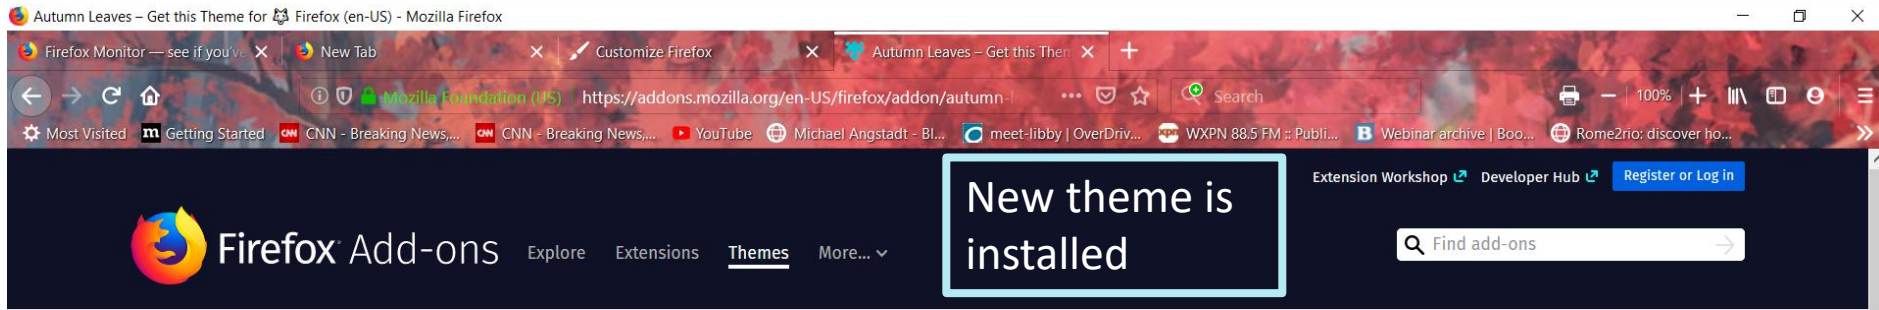 Autumn Leaves – Get this Theme for 🦊 Firefox (en-US) - Mozilla Firefox
Firefox Monitor — see if you've
New Tab
Customize Firefox
Autumn Leaves – Get this Them
Mozilla Foundation (US) https://addons.mozilla.org/en-US/firefox/addon/autumn-l
Search
100%
Most Visited
m Getting Started
CNN CNN - Breaking News,...
CNN CNN - Breaking News,...
YouTube
Michael Angstadt - Bl...
meet-libby | OverDriv...
xpn WXPN 88.5 FM :: Publi...
B Webinar archive | Boo...
Rome2rio: discover ho...
New theme is
installed
Extension Workshop Developer Hub Register or Log in
Firefox Add-ons Explore Extensions Themes More...
Find add-ons